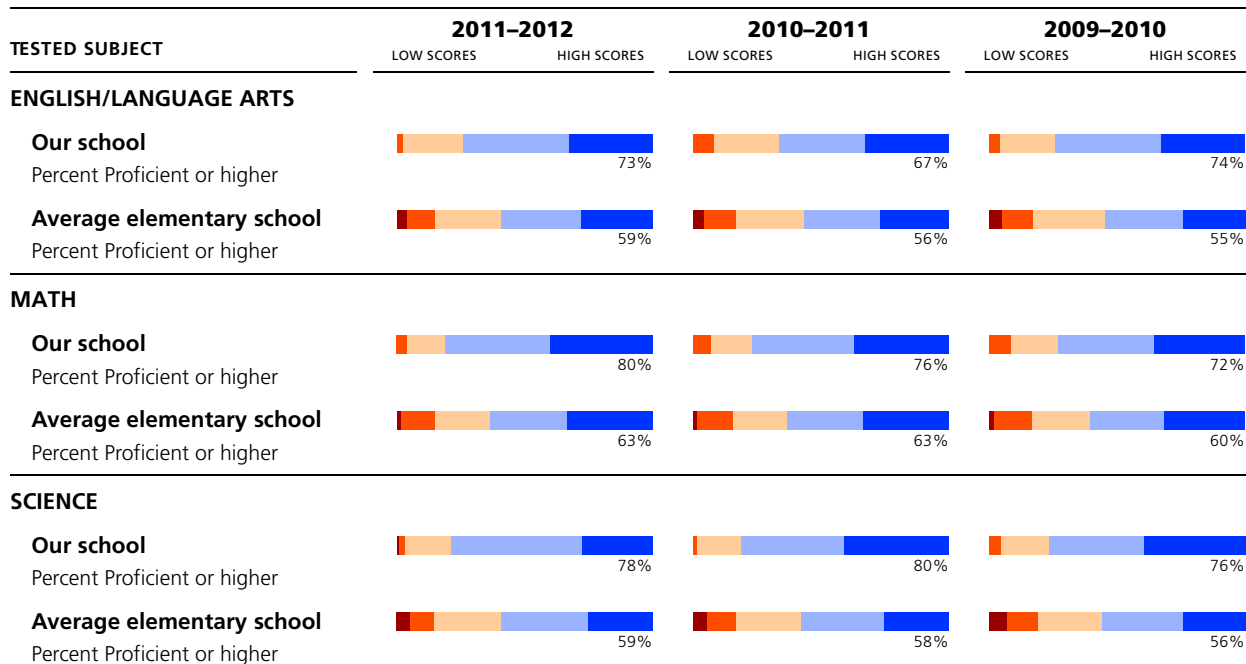 2011–2012 2010–2011 2009–2010
TESTED SUBJECT LOW SCORES HIGH SCORES LOW SCORES HIGH SCORES LOW SCORES HIGH SCORES
ENGLISH/LANGUAGE ARTS
Our school
Percent Proficient or higher 73% 67% 74%
Average elementary school
Percent Proficient or higher 59% 56% 55%
MATH
Our school
Percent Proficient or higher 80% 76% 72%
Average elementary school
Percent Proficient or higher 63% 63% 60%
SCIENCE
Our school
Percent Proficient or higher 78% 80% 76%
Average elementary school
Percent Proficient or higher 59% 58% 56%